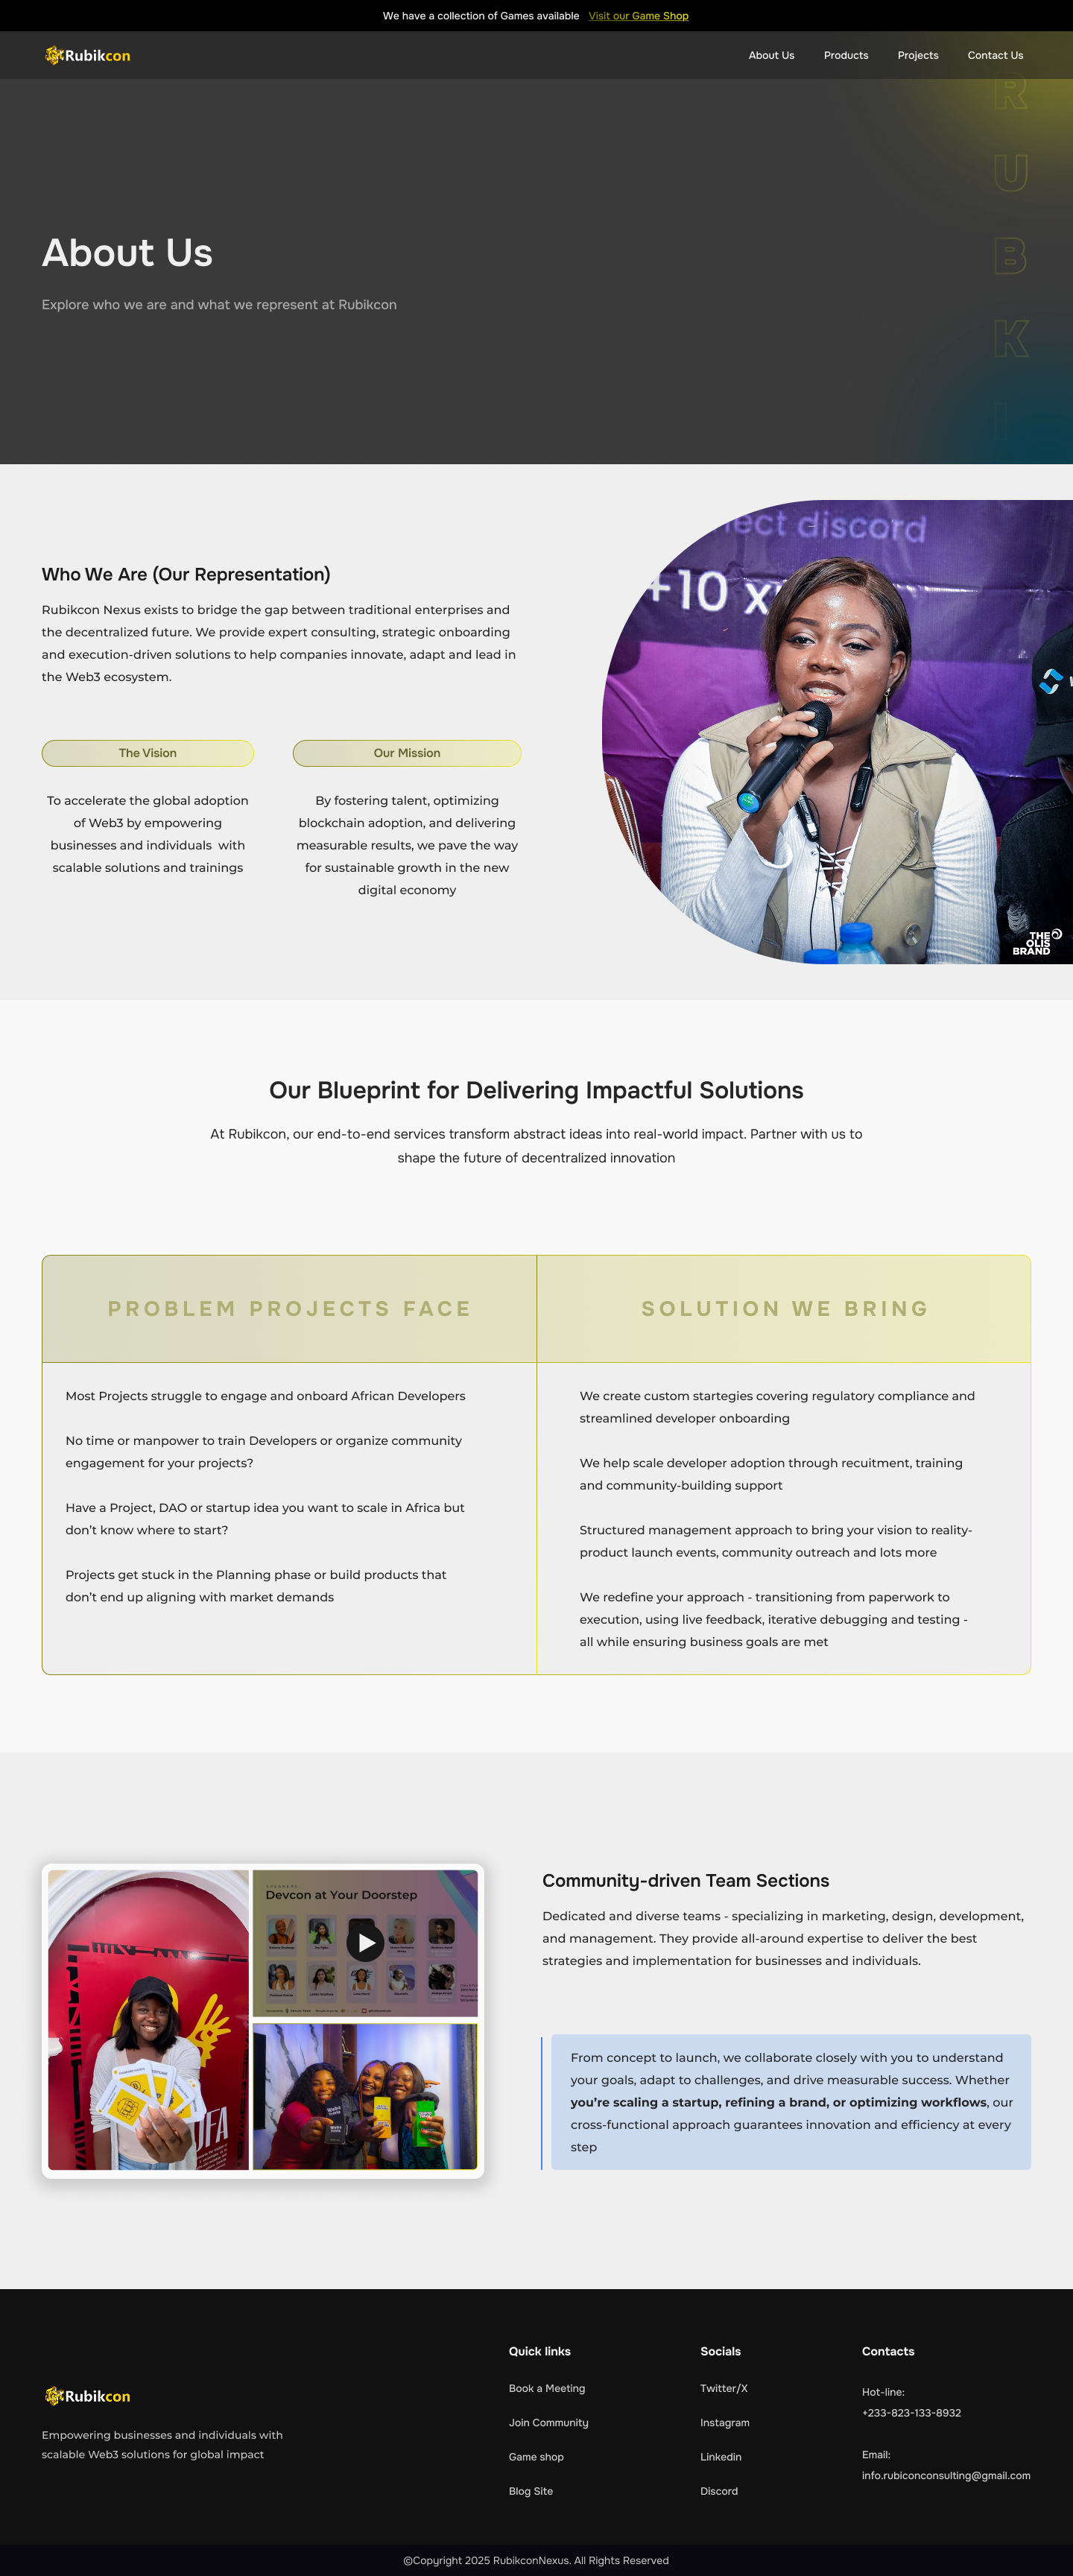 We have a collection of Games available Visit our Game Shop
Rubikcon
About Us Products Projects Contact Us
R
U
B
K
I
About Us
Explore who we are and what we represent at Rubikcon
Who We Are (Our Representation)
Rubikcon Nexus exists to bridge the gap between traditional enterprises and
the decentralized future. We provide expert consulting, strategic onboarding
and execution-driven solutions to help companies innovate, adapt and lead in
the Web3 ecosystem.
The Vision
To accelerate the global adoption
of Web3 by empowering
businesses and individuals with
scalable solutions and trainings
Our Mission
By fostering talent, optimizing
blockchain adoption, and delivering
measurable results, we pave the way
for sustainable growth in the new
digital economy
discord
+10
THE
OLIS
BRAND
Our Blueprint for Delivering Impactful Solutions
At Rubikcon, our end-to-end services transform abstract ideas into real-world impact. Partner with us to
shape the future of decentralized innovation
PROBLEM PROJECTS FACE
Most Projects struggle to engage and onboard African Developers
No time or manpower to train Developers or organize community
engagement for your projects?
Have a Project, DAO or startup idea you want to scale in Africa but
don’t know where to start?
Projects get stuck in the Planning phase or build products that
don’t end up aligning with market demands
SOLUTION WE BRING
We create custom startegies covering regulatory compliance and
streamlined developer onboarding
We help scale developer adoption through recuitment, training
and community-building support
Structured management approach to bring your vision to reality-
product launch events, community outreach and lots more
We redefine your approach - transitioning from paperwork to
execution, using live feedback, iterative debugging and testing -
all while ensuring business goals are met
Devcon at Your Doorstep
Community-driven Team Sections
Dedicated and diverse teams - specializing in marketing, design, development,
and management. They provide all-around expertise to deliver the best
strategies and implementation for businesses and individuals.
From concept to launch, we collaborate closely with you to understand
your goals, adapt to challenges, and drive measurable success. Whether
you’re scaling a startup, refining a brand, or optimizing workflows, our
cross-functional approach guarantees innovation and efficiency at every
step
Rubikcon
Empowering businesses and individuals with
scalable Web3 solutions for global impact
Quick links
Book a Meeting
Join Community
Game shop
Blog Site
Socials
Twitter/X
Instagram
Linkedin
Discord
Contacts
Hot-line:
+233-823-133-8932
Email:
info.rubiconconsulting@gmail.com
©Copyright 2025 RubikconNexus. All Rights Reserved